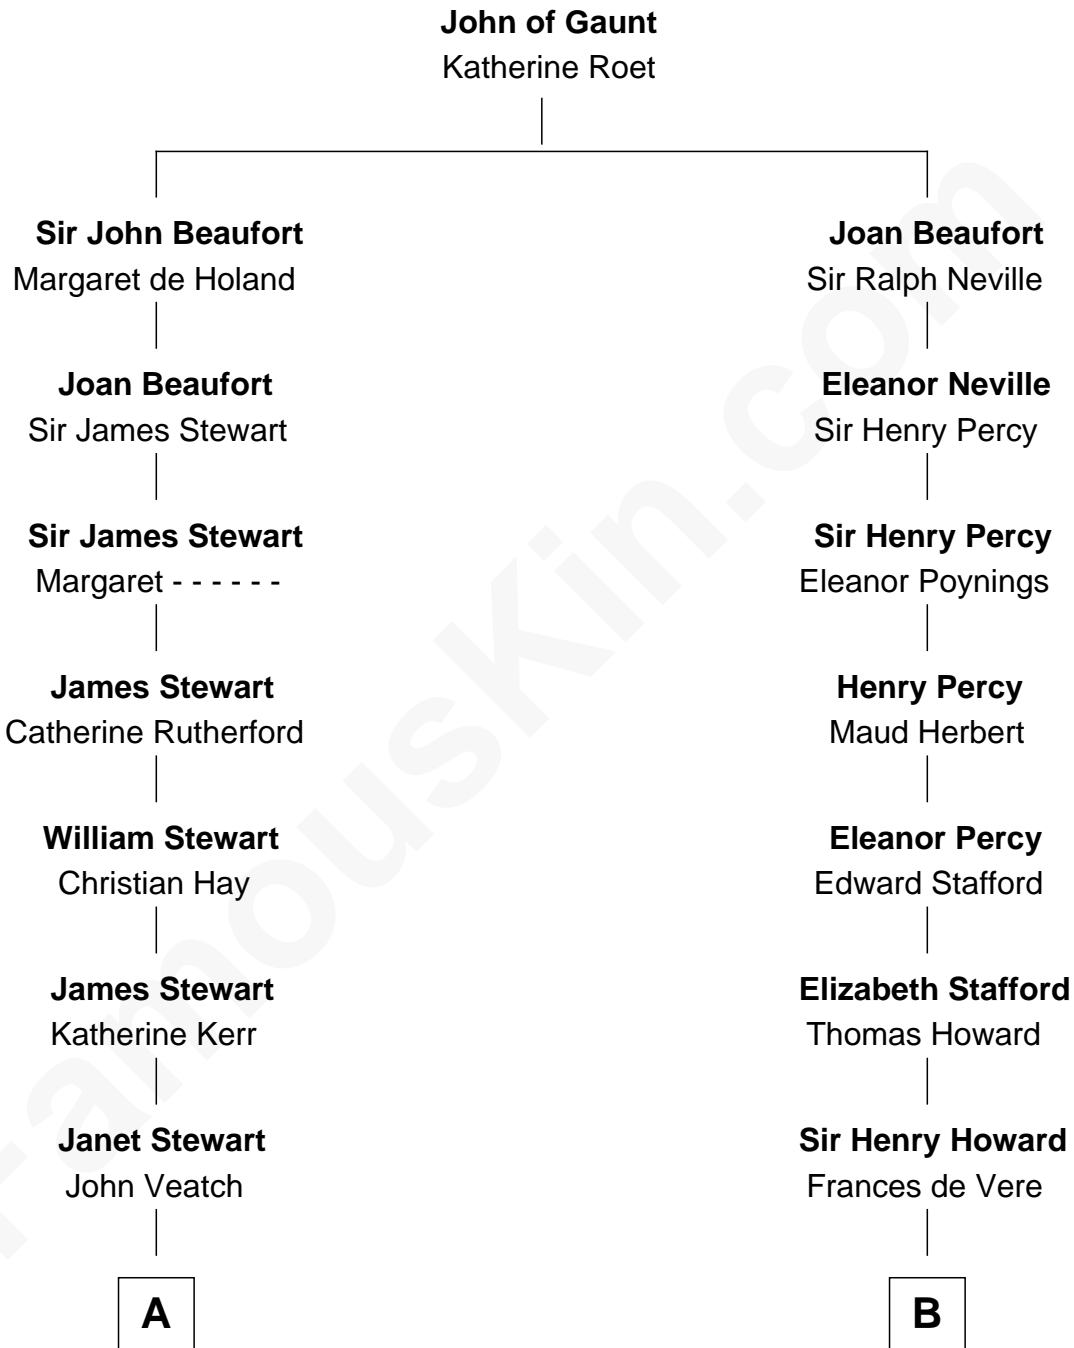 John of Gaunt
Katherine Roet
Sir John Beaufort
Margaret de Holand
Joan Beaufort
Sir James Stewart
Sir James Stewart
Margaret - - - - - -
James Stewart
Catherine Rutherford
William Stewart
Christian Hay
James Stewart
Katherine Kerr
Janet Stewart
John Veatch
A
Joan Beaufort
Sir Ralph Neville
Eleanor Neville
Sir Henry Percy
Sir Henry Percy
Eleanor Poynings
Henry Percy
Maud Herbert
Eleanor Percy
Edward Stafford
Elizabeth Stafford
Thomas Howard
Sir Henry Howard
Frances de Vere
B
FamousKin.com